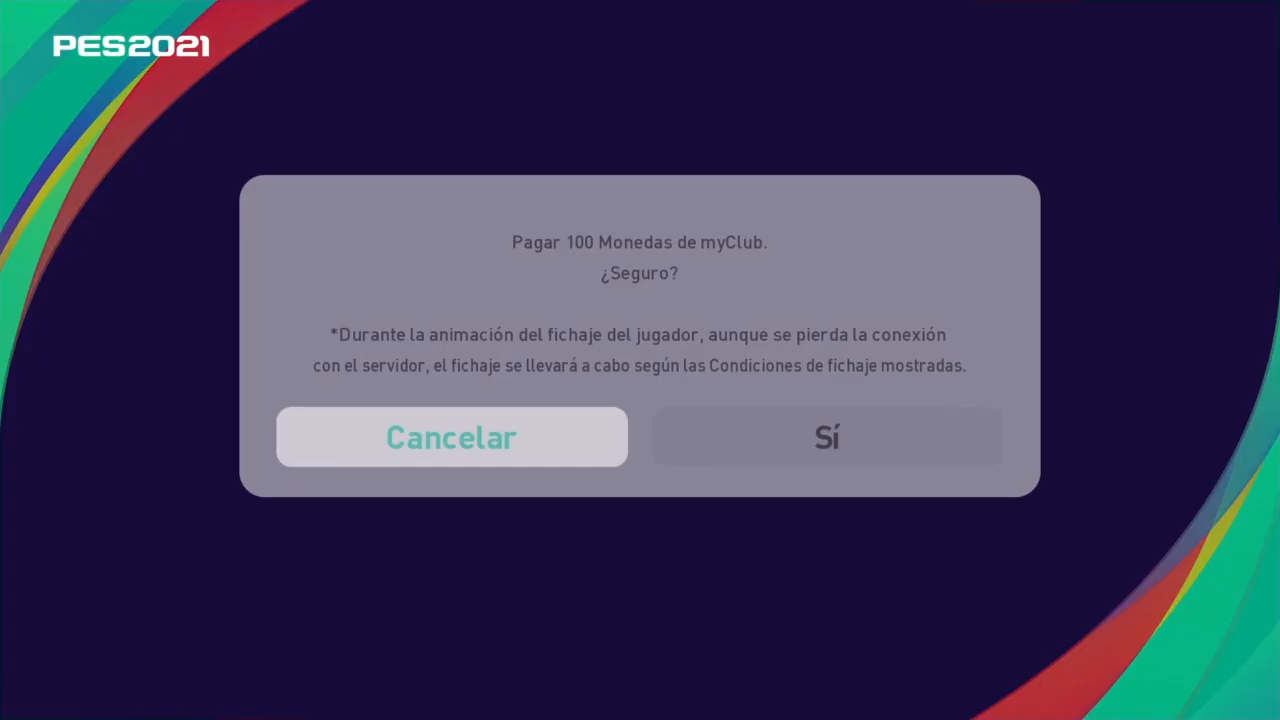 PES2021
Pagar 100 Monedas de myClub.
¿Seguro?
*Durante la animación del fichaje del jugador, aunque se pierda la conexión
con el servidor, el fichaje se llevará a cabo según las Condiciones de fichaje mostradas.
Cancelar
Sí